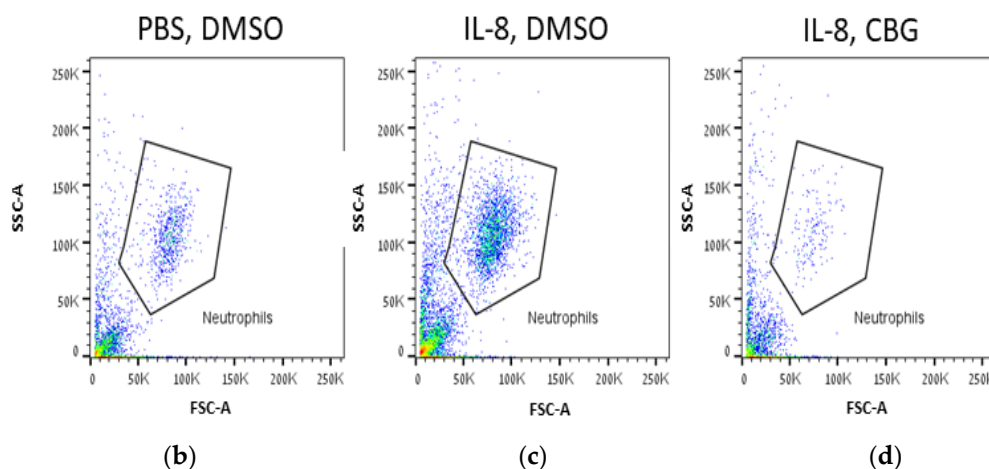 PBS, DMSO
250K
200K
150K
100K
50K
0
SSC-A
Neutrophils
0 50K 100K 150K 200K 250K
FSC-A
(b)
IL-8, DMSO
250K
200K
150K
100K
50K
0
SSC-A
Neutrophils
0 50K 100K 150K 200K 250K
FSC-A
(c)
IL-8, CBG
250K
200K
150K
100K
50K
0
SSC-A
Neutrophils
0 50K 100K 150K 200K 250K
FSC-A
(d)